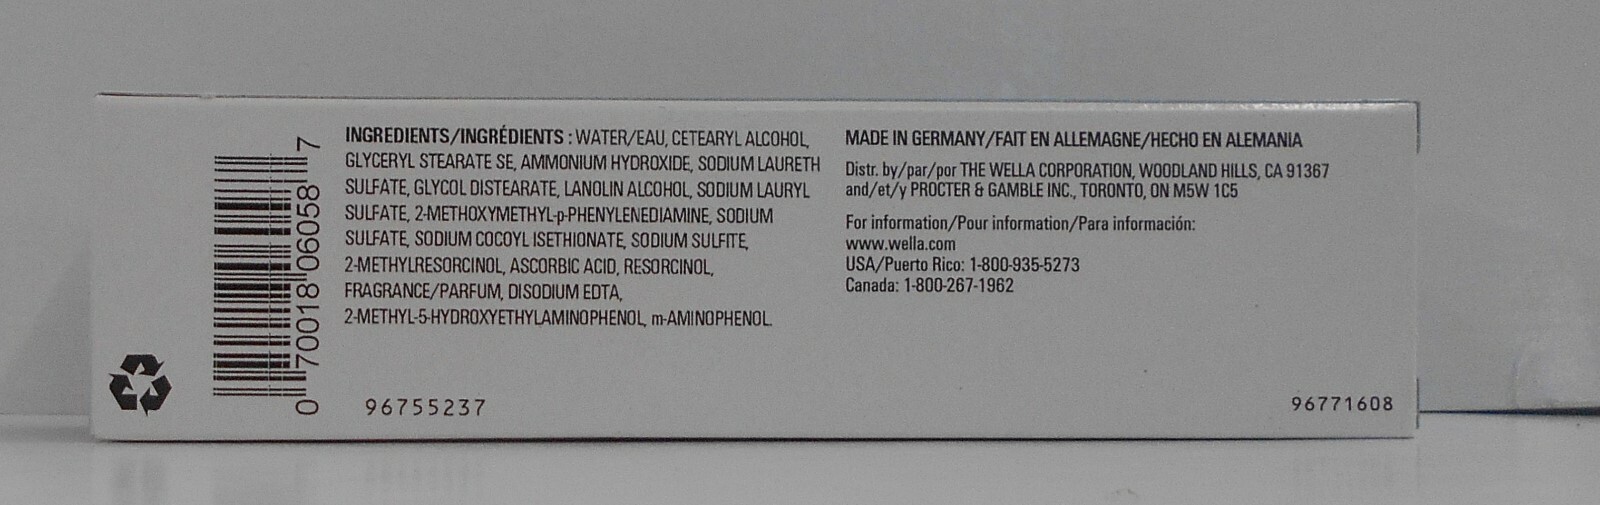 INGREDIENTS/INGRÉDIENTS : WATER/EAU, CETEARYL ALCOHOL,
GLYCERYL STEARATE SE, AMMONIUM HYDROXIDE, SODIUM LAURETH
SULFATE, GLYCOL DISTEARATE, LANOLIN ALCOHOL, SODIUM LAURYL
SULFATE, 2-METHOXYMETHYL-p-PHENYLENEDIAMINE, SODIUM
SULFATE, SODIUM COCOYL ISETHIONATE, SODIUM SULFITE,
2-METHYLRESORCINOL, ASCORBIC ACID, RESORCINOL,
FRAGRANCE/PARFUM, DISODIUM EDTA,
2-METHYL-5-HYDROXYETHYLAMINOPHENOL, m-AMINOPHENOL.
MADE IN GERMANY/FAIT EN ALLEMAGNE/HECHO EN ALEMANIA
Distr. by/par/por THE WELLA CORPORATION, WOODLAND HILLS, CA 91367
and/et/y PROCTER & GAMBLE INC., TORONTO, ON M5W 1C5
For information/Pour information/Para información:
www.wella.com
USA/Puerto Rico: 1-800-935-5273
Canada: 1-800-267-1962
0 70018 06058 7
96755237
96771608